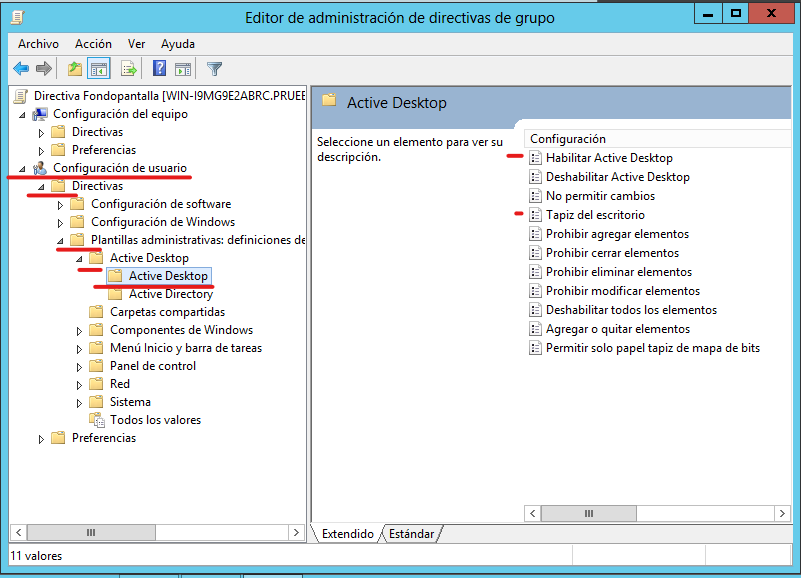 Editor de administración de directivas de grupo
Archivo Acción Ver Ayuda
Directiva Fondopantalla [WIN-I9MG9E2ABRC.PRUEE
Configuración del equipo
Directivas
Preferencias
Configuración de usuario
Directivas
Configuración de software
Configuración de Windows
Plantillas administrativas: definiciones de
Active Desktop
Active Desktop
Active Directory
Carpetas compartidas
Componentes de Windows
Menú Inicio y barra de tareas
Panel de control
Red
Sistema
Todos los valores
Preferencias
Active Desktop
Seleccione un elemento para ver su
descripción.
Configuración
Habilitar Active Desktop
Deshabilitar Active Desktop
No permitir cambios
Tapiz del escritorio
Prohibir agregar elementos
Prohibir cerrar elementos
Prohibir eliminar elementos
Prohibir modificar elementos
Deshabilitar todos los elementos
Agregar o quitar elementos
Permitir solo papel tapiz de mapa de bits
Extendido Estándar
11 valores